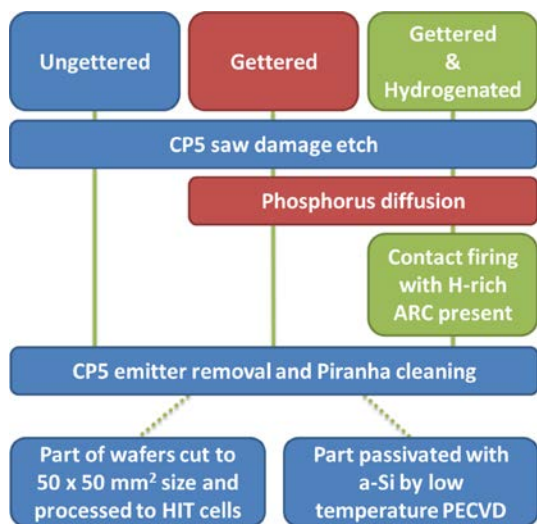 Ungettered
Gettered
Gettered
&
Hydrogenated
CP5 saw damage etch
Phosphorus diffusion
Contact firing
with H-rich
ARC present
CP5 emitter removal and Piranha cleaning
Part of wafers cut to
50 x 50 mm² size and
processed to HIT cells
Part passivated with
a-Si by low
temperature PECVD